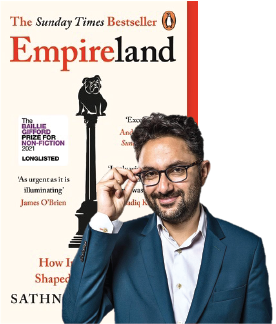 The Sunday Times Bestseller
Empireland
The
BAILLIE
GIFFORD
PRIZE FOR
NON-FICTION
2021
LONGLISTED
'As urgent as it is
illuminating'
James O'Brien
How
Shaped
SATHN